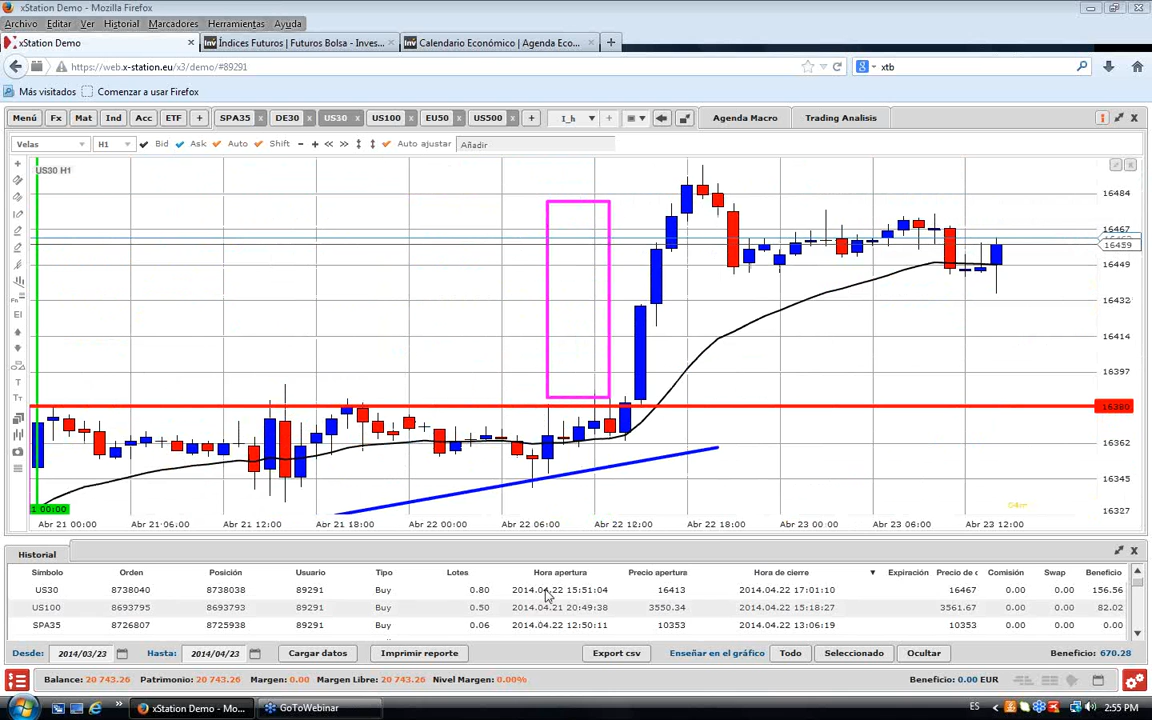 xStation Demo - Mozilla Firefox
Archivo Editar Ver Historial Marcadores Herramientas Ayuda
xStation Demo
Índices Futuros | Futuros Bolsa - Inves...
Calendario Económico | Agenda Eco...
https://web.x-station.eu/x3/demo/#89291
xtb
Más visitados Comenzar a usar Firefox
Menú Fx Mat Ind Acc ETF + SPA35 DE30 US30 US100 EU50 US500 + I_h Agenda Macro Trading Analysis
Velas H1 Bid Ask Auto Shift Auto ajustar Añadir
US30 H1
16484
16467
16459
16449
16432
16414
16397
16380
16362
16345
16327
1 00:00
04m
Abr 21 00:00 Abr 21 06:00 Abr 21 12:00 Abr 21 18:00 Abr 22 00:00 Abr 22 06:00 Abr 22 12:00 Abr 22 18:00 Abr 23 00:00 Abr 23 06:00 Abr 23 12:00
Historial
Símbolo Orden Posición Usuario Tipo Lotes Hora apertura Precio apertura Hora de cierre Expiración Precio de c Comisión Swap Beneficio
US30 8738040 8738038 89291 Buy 0.80 2014.04.22 15:51:04 16413 2014.04.22 17:01:10 16467 0.00 0.00 156.56
US100 8693795 8693793 89291 Buy 0.50 2014.04.21 20:49:38 3550.34 2014.04.22 15:18:27 3561.67 0.00 0.00 82.02
SPA35 8726807 8725938 89291 Buy 0.06 2014.04.22 12:50:11 10353 2014.04.22 13:06:19 10353 0.00 0.00 0.00
Desde: 2014/03/23 Hasta: 2014/04/23 Cargar datos Imprimir reporte Export csv Enseñar en el gráfico Todo Seleccionado Ocultar Beneficio: 670.28
Balance: 20 743.26 Patrimonio: 20 743.26 Margen: 0.00 Margen Libre: 20 743.26 Nivel Margen: 0.00% Beneficio: 0.00 EUR
xStation Demo - Mo... GoToWebinar ES 2:55 PM